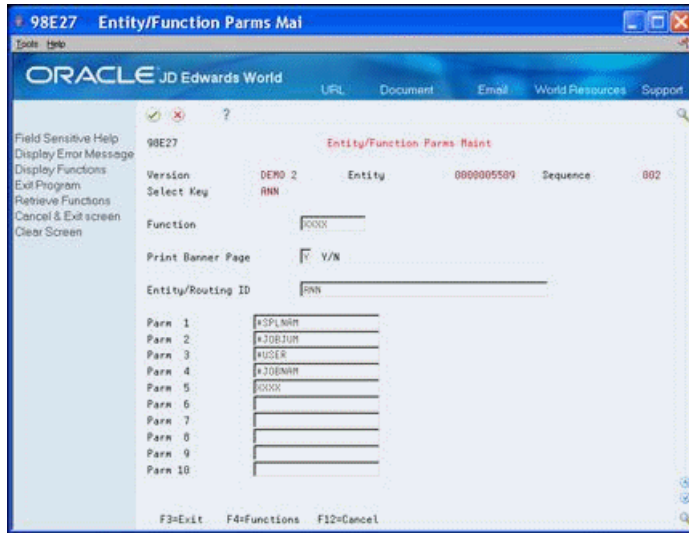 98E27 Entity/Function Parms Mai
Tools Help
ORACLE JD Edwards World
URL Document Email World Resources Support
Field Sensitive Help
Display Error Message
Display Functions
Exit Program
Retrieve Functions
Cancel & Exit screen
Clear Screen
?
98E27 Entity/Function Parms Maint
Version DEMO 2 Entity 0000005509 Sequence 002
Select Key ANN
Function XXXX
Print Banner Page Y Y/N
Entity/Routing ID ANN
Parm 1 *SPLNAM
Parm 2 *JOBJUM
Parm 3 *USER
Parm 4 *JOBNAM
Parm 5 XXXX
Parm 6
Parm 7
Parm 8
Parm 9
Parm 10
F3=Exit F4=Functions F12=Cancel